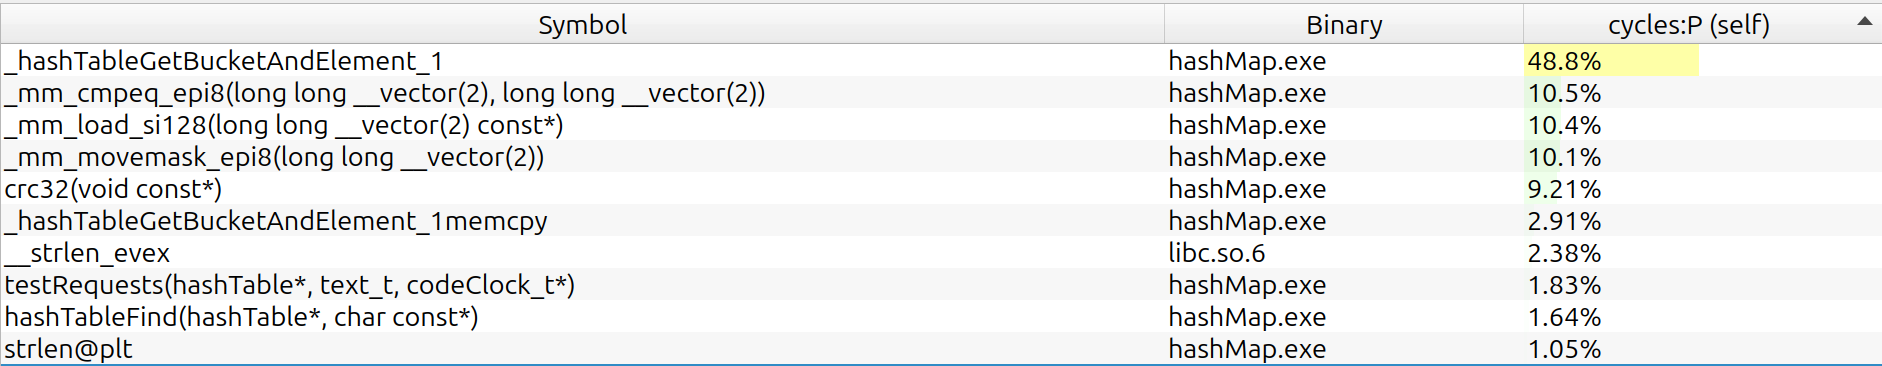 Symbol Binary cycles:P (self)
_hashTableGetBucketAndElement_1 hashMap.exe 48.8%
_mm_cmpeq_epi8(long long __vector(2), long long __vector(2)) hashMap.exe 10.5%
_mm_load_si128(long long __vector(2) const*) hashMap.exe 10.4%
_mm_movemask_epi8(long long __vector(2)) hashMap.exe 10.1%
crc32(void const*) hashMap.exe 9.21%
_hashTableGetBucketAndElement_1memcpy hashMap.exe 2.91%
__strlen_evex libc.so.6 2.38%
testRequests(hashTable*, text_t, codeClock_t*) hashMap.exe 1.83%
hashTableFind(hashTable*, char const*) hashMap.exe 1.64%
strlen@plt hashMap.exe 1.05%